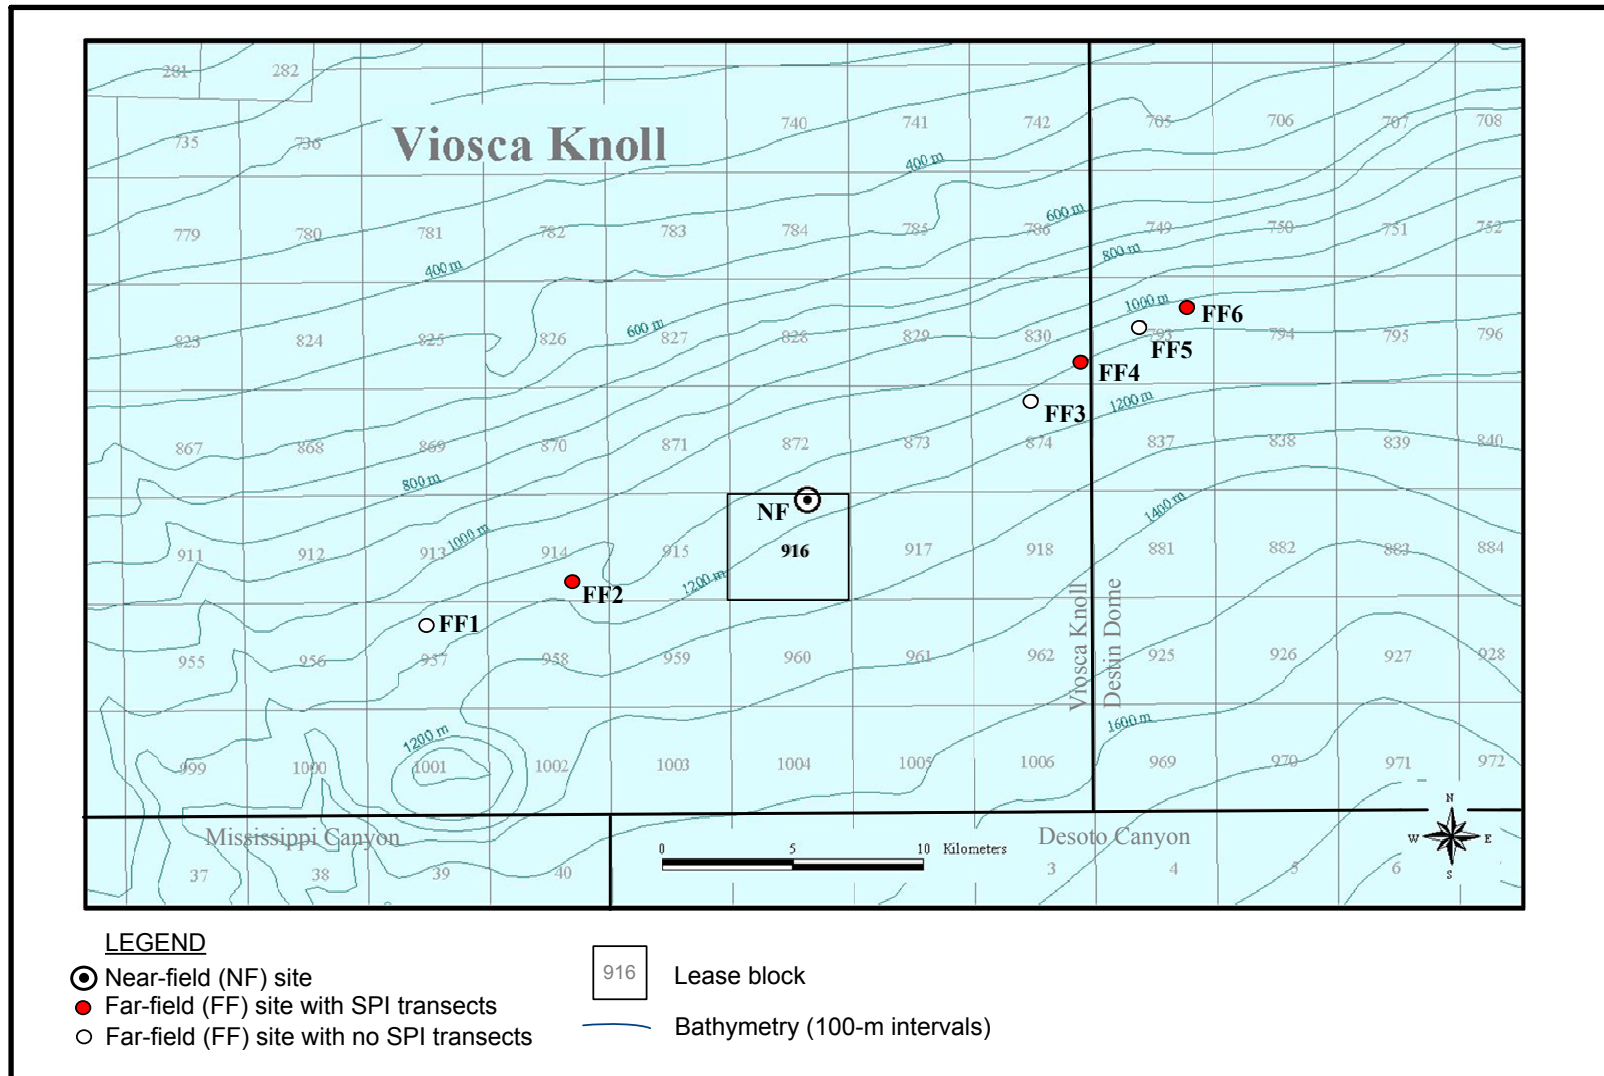 281 282
Viosca Knoll
740 741 742 705 706 707 708
735 736
400 m
600 m
779 780 781 782 783 784 785 786 749 750 751 752
400 m
800 m
1000 m
FF6
600 m
823 824 825 826 827 828 829 830 793 794 795 796
FF5
FF4
1200 m
FF3
867 868 869 870 871 872 873 874 837 838 839 840
800 m
1400 m
NF
1000 m
911 912 913 914 915 916 917 918 881 882 883 884
1200 m
FF2
FF1
Viosca Knoll
Destin Dome
955 956 957 958 959 960 961 962 925 926 927 928
1600 m
1200 m
999 1000 1001 1002 1003 1004 1005 1006 969 970 971 972
N
W E
S
Mississippi Canyon
Desoto Canyon
0 5 10 Kilometers
37 38 39 40 3 4 5 6
LEGEND
Near-field (NF) site
Far-field (FF) site with SPI transects
Far-field (FF) site with no SPI transects
916 Lease block
Bathymetry (100-m intervals)